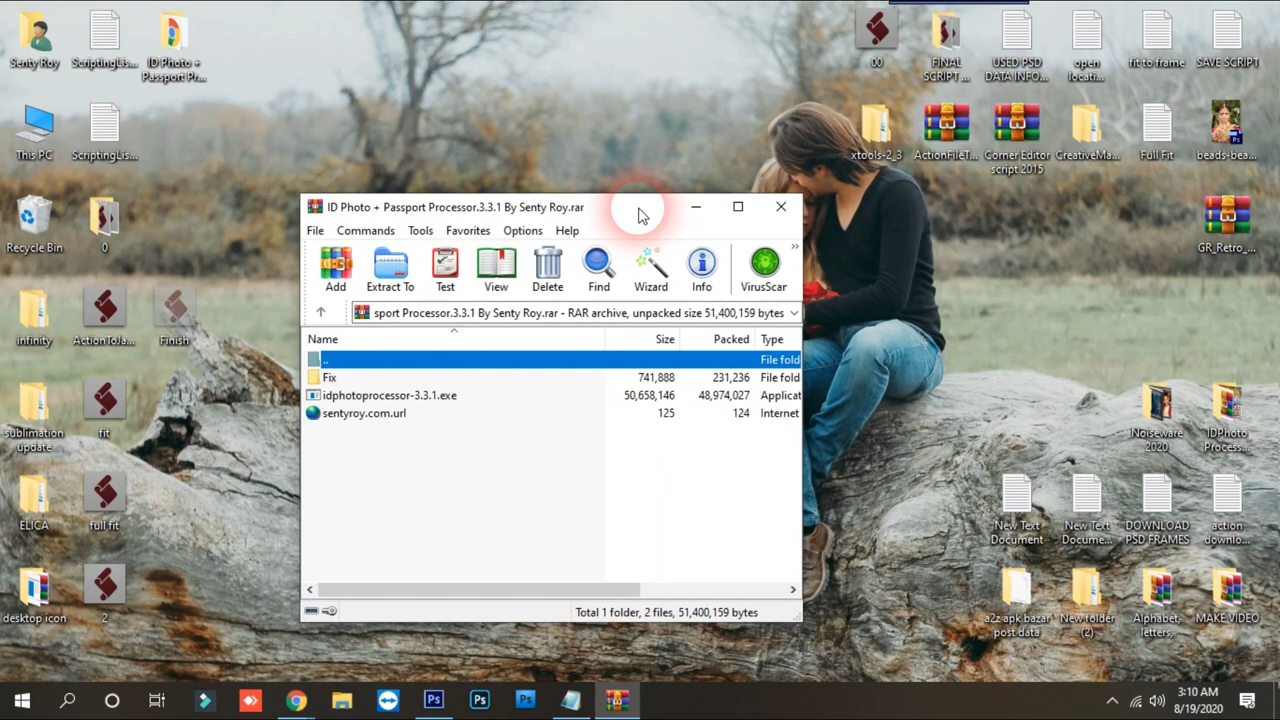 Senty Roy
ScriptingLis...
ID Photo +
Passport Pr...
This PC
ScriptingLis...
Recycle Bin
0
infinity
ActionToJa...
Finish
sublimation
update
fit
ELICA
full fit
desktop icon
2
00
FINAL
SCRIPT ...
USED PSD
DATA INFO...
open
locati...
fit to frame
SAVE SCRIPT
xtools-2_3
ActionFileT...
Corner Editor
script 2015
CreativeMa...
Full Fit
beads-bea...
GR_Retro_...
Noiseware
2020
IDPhoto
Process...
New Text
Document
New Text
Docume...
DOWNLOAD
PSD FRAMES
action
downlo...
a2z apk bazar
post data
New folder
(2)
Alphabet,
letters,
MAKE VIDEO
ID Photo + Passport Processor.3.3.1 By Senty Roy.rar
File Commands Tools Favorites Options Help
Add Extract To Test View Delete Find Wizard Info VirusScan
sport Processor.3.3.1 By Senty Roy.rar - RAR archive, unpacked size 51,400,159 bytes
Name Size Packed Type
.. File fold
Fix 741,888 231,236 File fold
idphotoprocessor-3.3.1.exe 50,658,146 48,974,027 Applicat
sentyroy.com.url 125 124 Internet
Total 1 folder, 2 files, 51,400,159 bytes
Ps Ps Ps
3:10 AM
8/19/2020